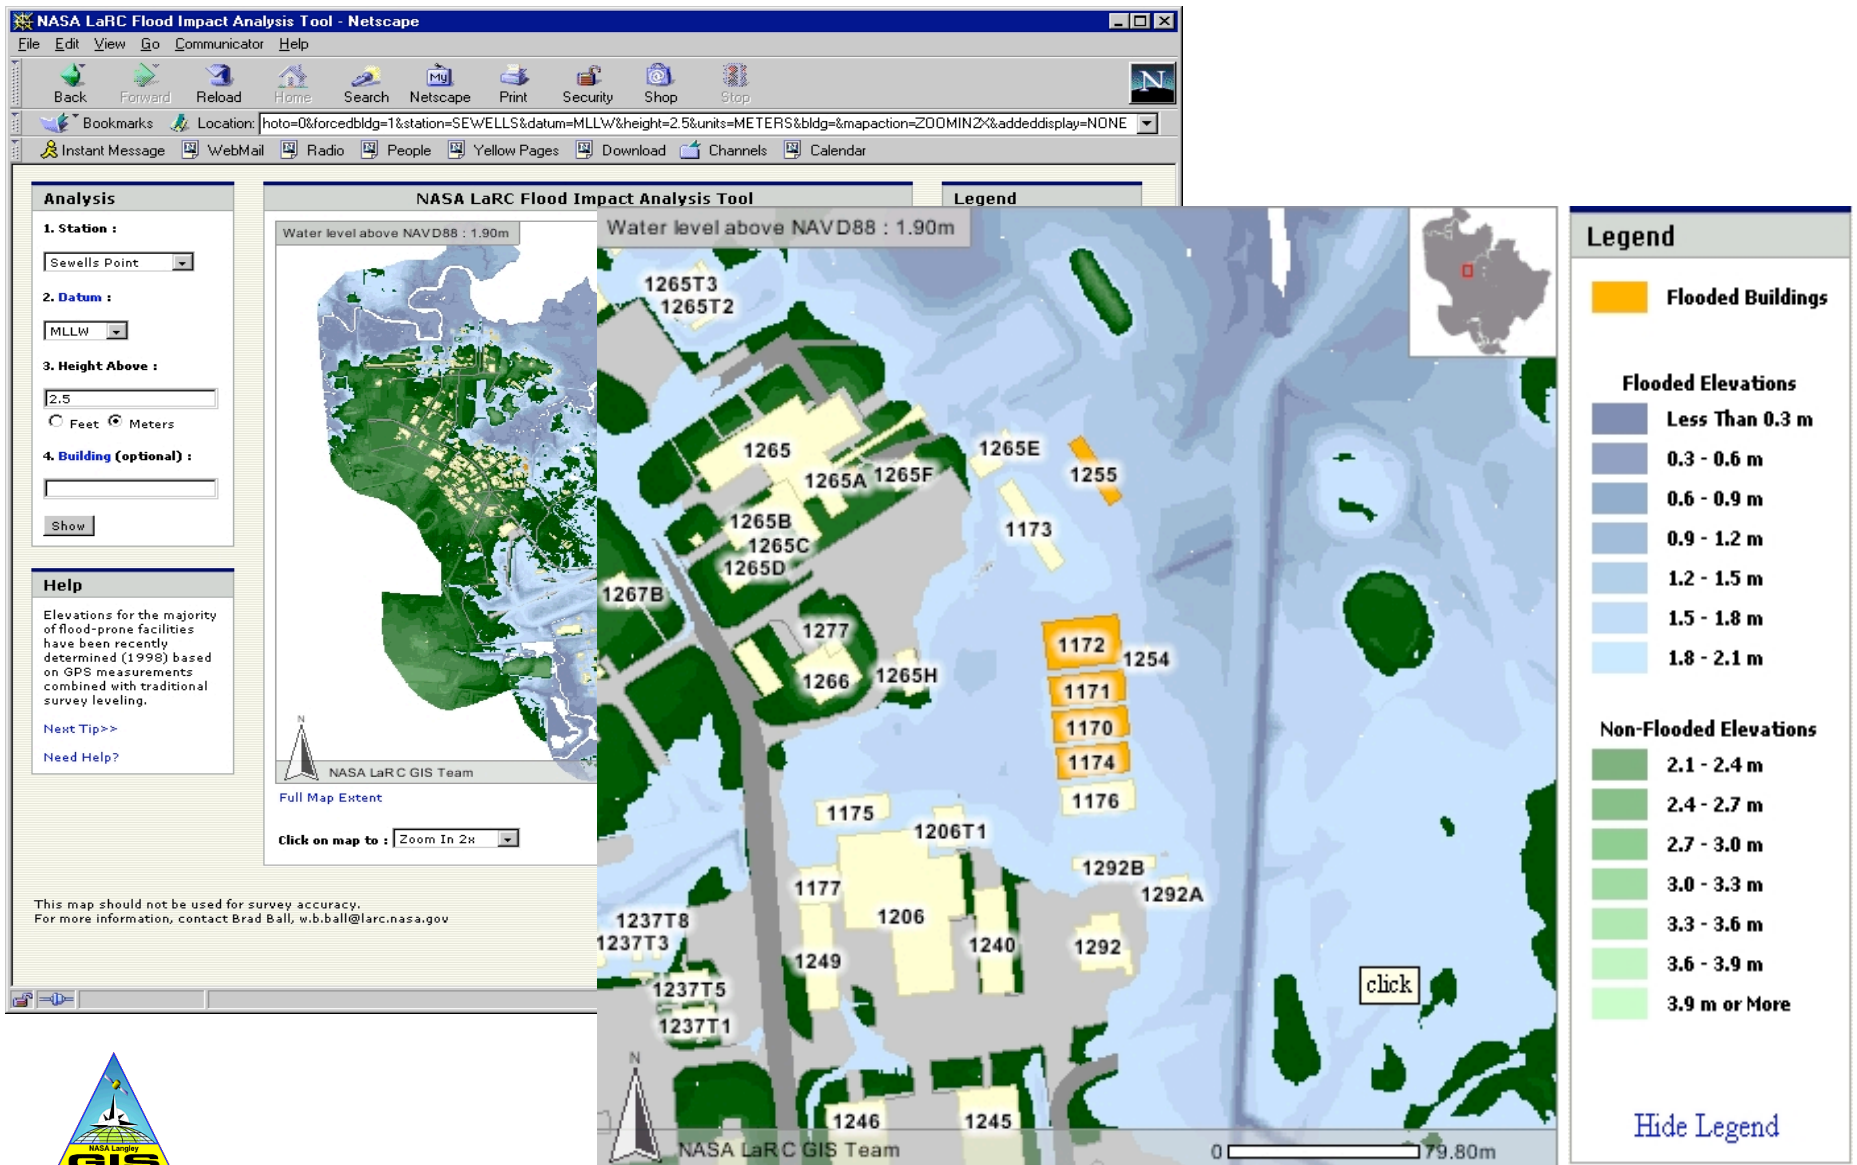 NASA LaRC Flood Impact Analysis Tool - Netscape
File Edit View Go Communicator Help
Back Forward Reload Home Search Netscape Print Security Shop Stop
Bookmarks Location: hoto=0&forcedbldg=1&station=SEWELLS&datum=MLLW&height=2.5&units=METERS&bldg=&mapaction=ZOOMIN2X&addeddisplay=NONE
Instant Message WebMail Radio People Yellow Pages Download Channels Calendar
Analysis
1. Station :
Sewells Point
2. Datum :
MLLW
3. Height Above :
2.5
Feet Meters
4. Building (optional) :
Show
Help
Elevations for the majority
of flood-prone facilities
have been recently
determined (1998) based
on GPS measurements
combined with traditional
survey leveling.
Next Tip>>
Need Help?
NASA LaRC Flood Impact Analysis Tool
Water level above NAVD88 : 1.90m
N
NASA LaRC GIS Team
Full Map Extent
Click on map to : Zoom In 2x
Legend
This map should not be used for survey accuracy.
For more information, contact Brad Ball, w.b.ball@larc.nasa.gov
Water level above NAVD88 : 1.90m
1265T3
1265T2
1265
1265A
1265F
1265E
1255
1173
1265B
1265C
1265D
1267B
1277
1266
1265H
1172
1254
1171
1170
1174
1176
1175
1206T1
1177
1206
1292B
1292A
1237T8
1237T3
1249
1240
1292
1237T5
1237T1
click
1246
1245
N
NASA LaRC GIS Team
0 79.80m
Legend
Flooded Buildings
Flooded Elevations
Less Than 0.3 m
0.3 - 0.6 m
0.6 - 0.9 m
0.9 - 1.2 m
1.2 - 1.5 m
1.5 - 1.8 m
1.8 - 2.1 m
Non-Flooded Elevations
2.1 - 2.4 m
2.4 - 2.7 m
2.7 - 3.0 m
3.0 - 3.3 m
3.3 - 3.6 m
3.6 - 3.9 m
3.9 m or More
Hide Legend
NASA Langley
GIS